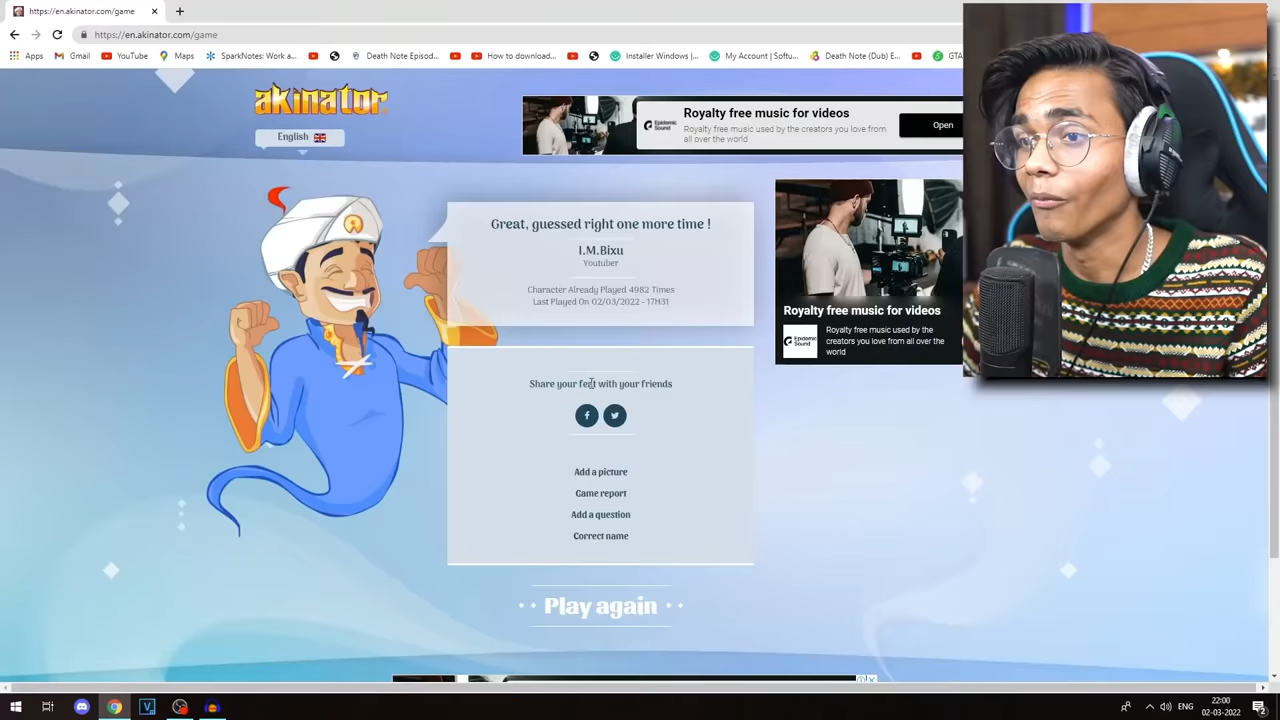 https://en.akinator.com/game
https://en.akinator.com/game
Apps Gmail YouTube Maps SparkNotes: Work a... Death Note Episod... How to download... Installer Windows |... My Account | Softu... Death Note (Dub) E... GTA
akinator
English
Royalty free music for videos
Epidemic Sound
Royalty free music used by the creators you love from
all over the world
Open
Great, guessed right one more time !
I.M.Bixu
Youtuber
Character Already Played 4982 Times
Last Played On 02/03/2022 - 17H31
Royalty free music for videos
Epidemic Sound
Royalty free music used by the
creators you love from all over the
world
Share your feat with your friends
Add a picture
Game report
Add a question
Correct name
Play again
ENG
22:00
02-03-2022
2